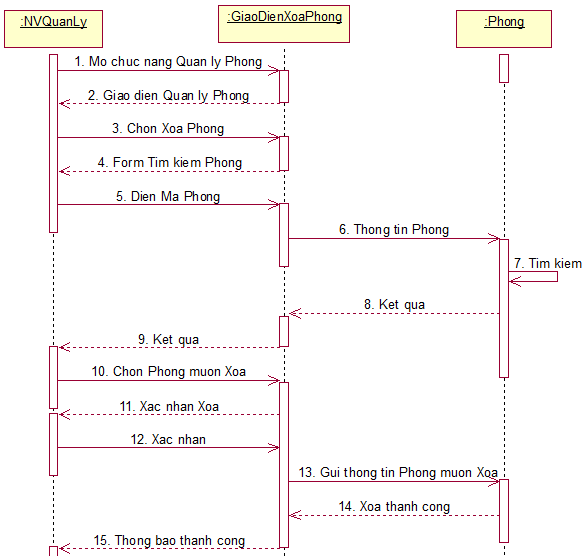 :NVQuanLy
:GiaoDienXoaPhong
:Phong
1. Mo chuc nang Quan ly Phong
2. Giao dien Quan ly Phong
3. Chon Xoa Phong
4. Form Tim kiem Phong
5. Dien Ma Phong
6. Thong tin Phong
7. Tim kiem
8. Ket qua
9. Ket qua
10. Chon Phong muon Xoa
11. Xac nhan Xoa
12. Xac nhan
13. Gui thong tin Phong muon Xoa
14. Xoa thanh cong
15. Thong bao thanh cong